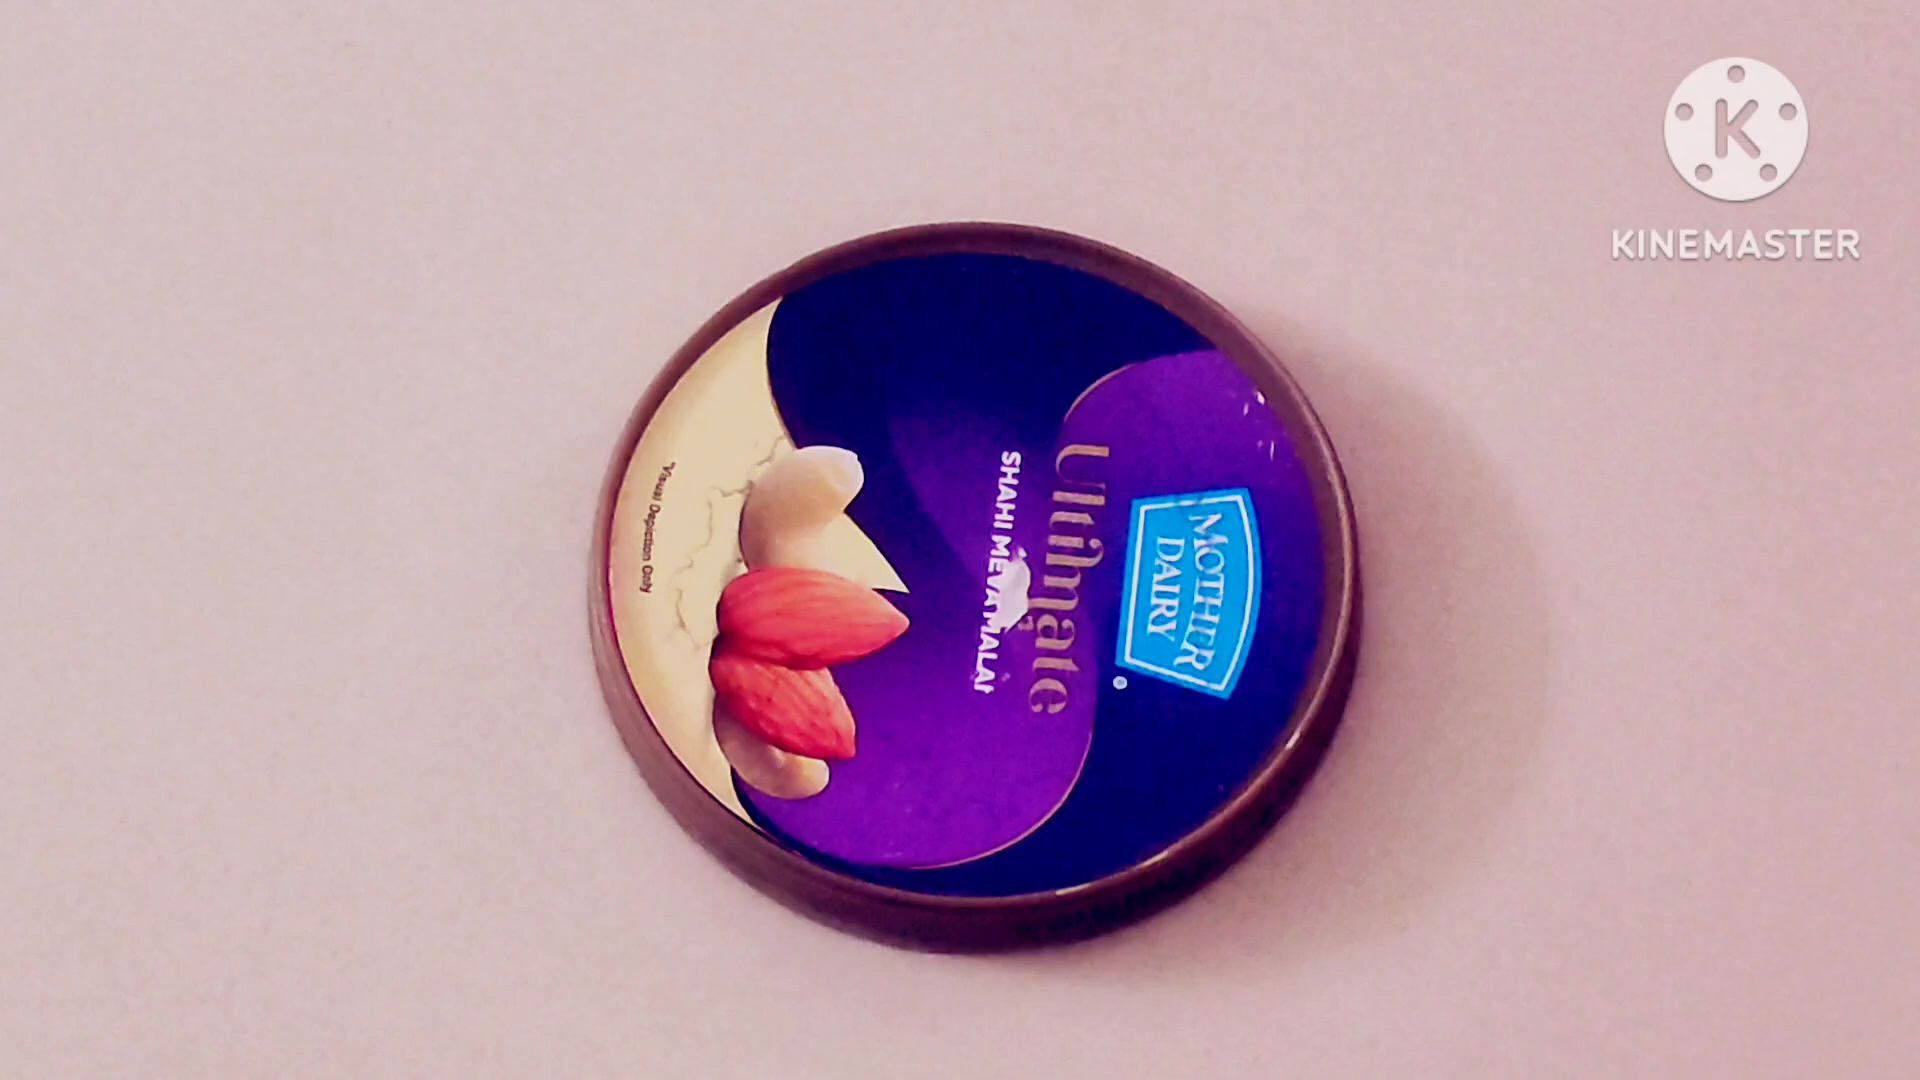 MOTHER
DAIRY
Ultimate
SHAHI MEVA MALAI
*Visual Depiction Only
K
KINEMASTER